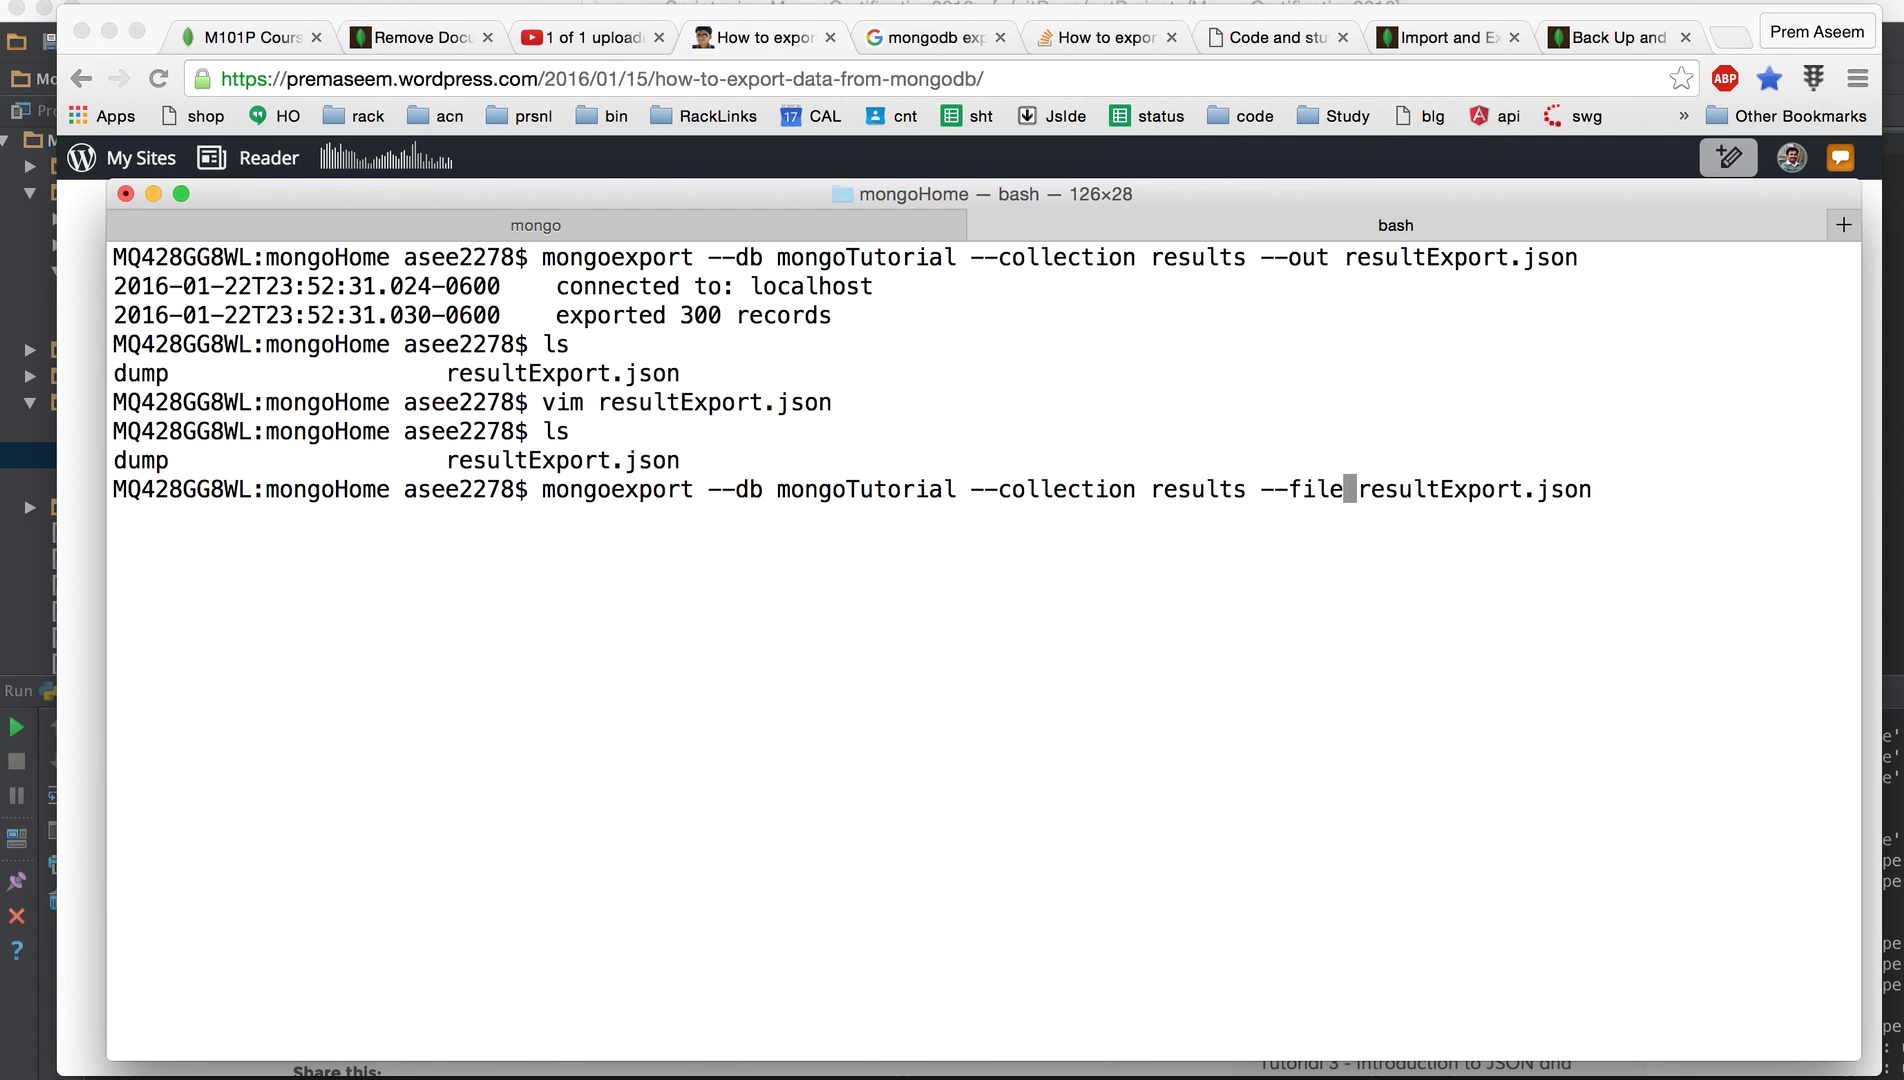 M101P Cours
Remove Docu
1 of 1 upload
How to expor
mongodb exp
How to expor
Code and stu
Import and Ex
Back Up and
Prem Aseem
https://premaseem.wordpress.com/2016/01/15/how-to-export-data-from-mongodb/
ABP
Apps
shop
HO
rack
acn
prsnl
bin
RackLinks
17 CAL
cnt
sht
JsIde
status
code
Study
blg
api
swg
»
Other Bookmarks
My Sites
Reader
mongoHome — bash — 126×28
mongo
bash
MQ428GG8WL:mongoHome asee2278$ mongoexport --db mongoTutorial --collection results --out resultExport.json
2016-01-22T23:52:31.024-0600 connected to: localhost
2016-01-22T23:52:31.030-0600 exported 300 records
MQ428GG8WL:mongoHome asee2278$ ls
dump resultExport.json
MQ428GG8WL:mongoHome asee2278$ vim resultExport.json
MQ428GG8WL:mongoHome asee2278$ ls
dump resultExport.json
MQ428GG8WL:mongoHome asee2278$ mongoexport --db mongoTutorial --collection results --file resultExport.json
Run
Share this:
Tutorial 3 - Introduction to JSON and